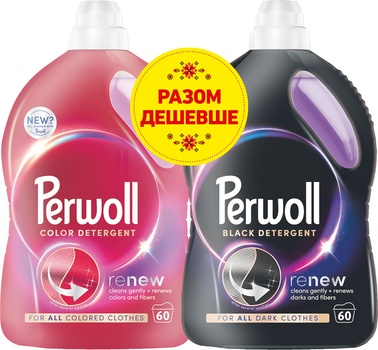 NEW?
РАЗОМ
ДЕШЕВШЕ
Perwoll
COLOR DETERGENT
renew
cleans gently + renews
colors and fibers
FOR ALL COLORED CLOTHES
60
Perwoll
BLACK DETERGENT
renew
cleans gently + renews
darks and fibers
FOR ALL DARK CLOTHES
60